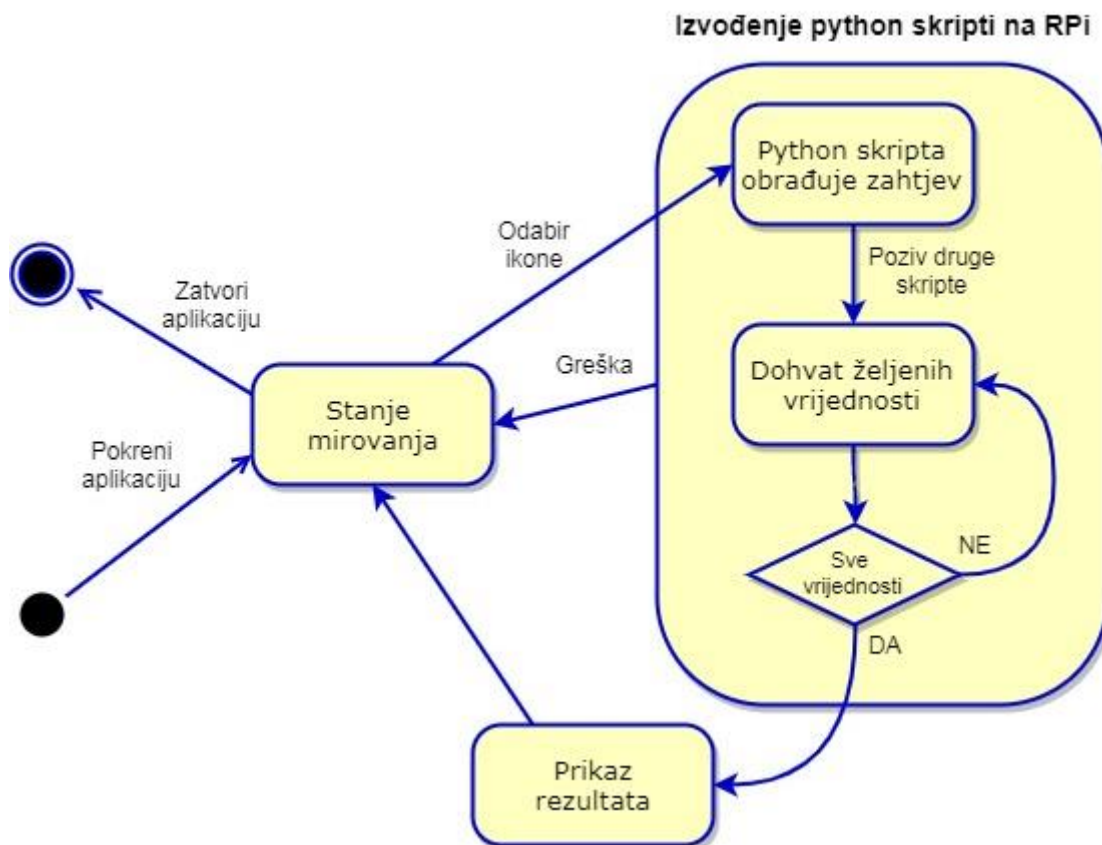 Izvođenje python skripti na RPi
Python skripta
obrađuje zahtjev
Odabir
ikone
Poziv druge
skripte
Zatvori
aplikaciju
Dohvat željenih
vrijednosti
Greška
Stanje
mirovanja
Pokreni
aplikaciju
Sve
vrijednosti
NE
DA
Prikaz
rezultata